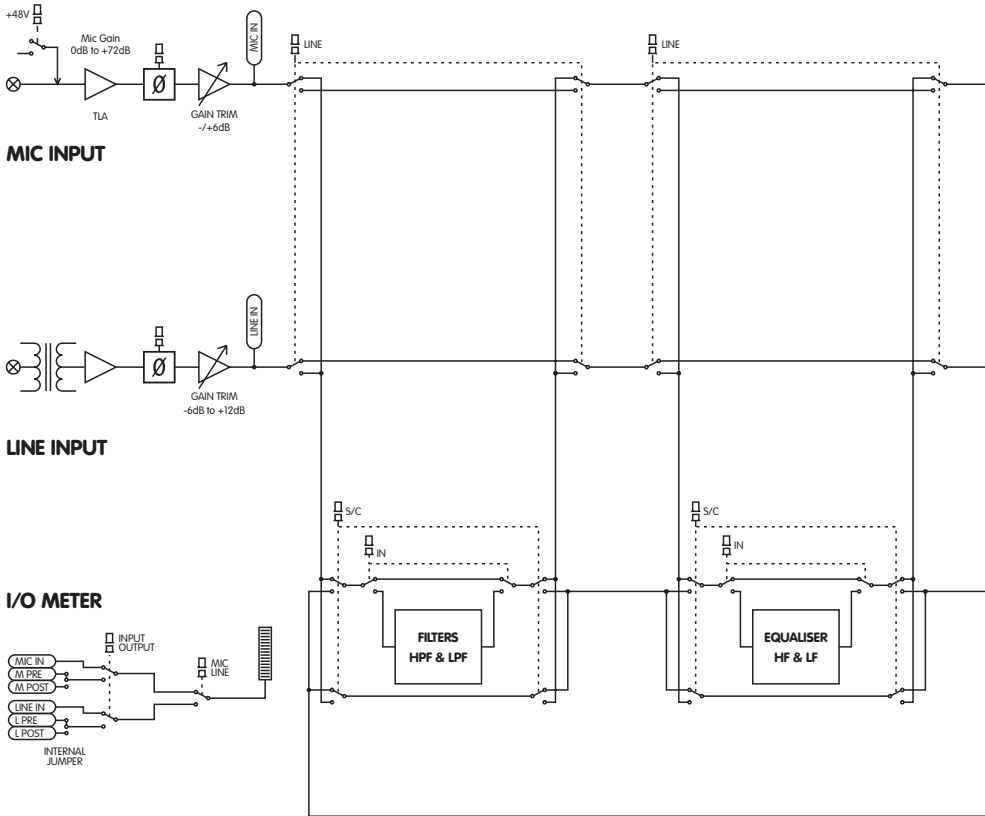 +48V
Mic Gain
0dB to +72dB
MIC IN
LINE
LINE
Ø
TLA
GAIN TRIM
-/+6dB
MIC INPUT
LINE IN
Ø
GAIN TRIM
-6dB to +12dB
LINE INPUT
S/C
S/C
IN
IN
I/O METER
FILTERS
HPF & LPF
EQUALISER
HF & LF
INPUT
OUTPUT
MIC
LINE
MIC IN
M PRE
M POST
LINE IN
L PRE
L POST
INTERNAL
JUMPER